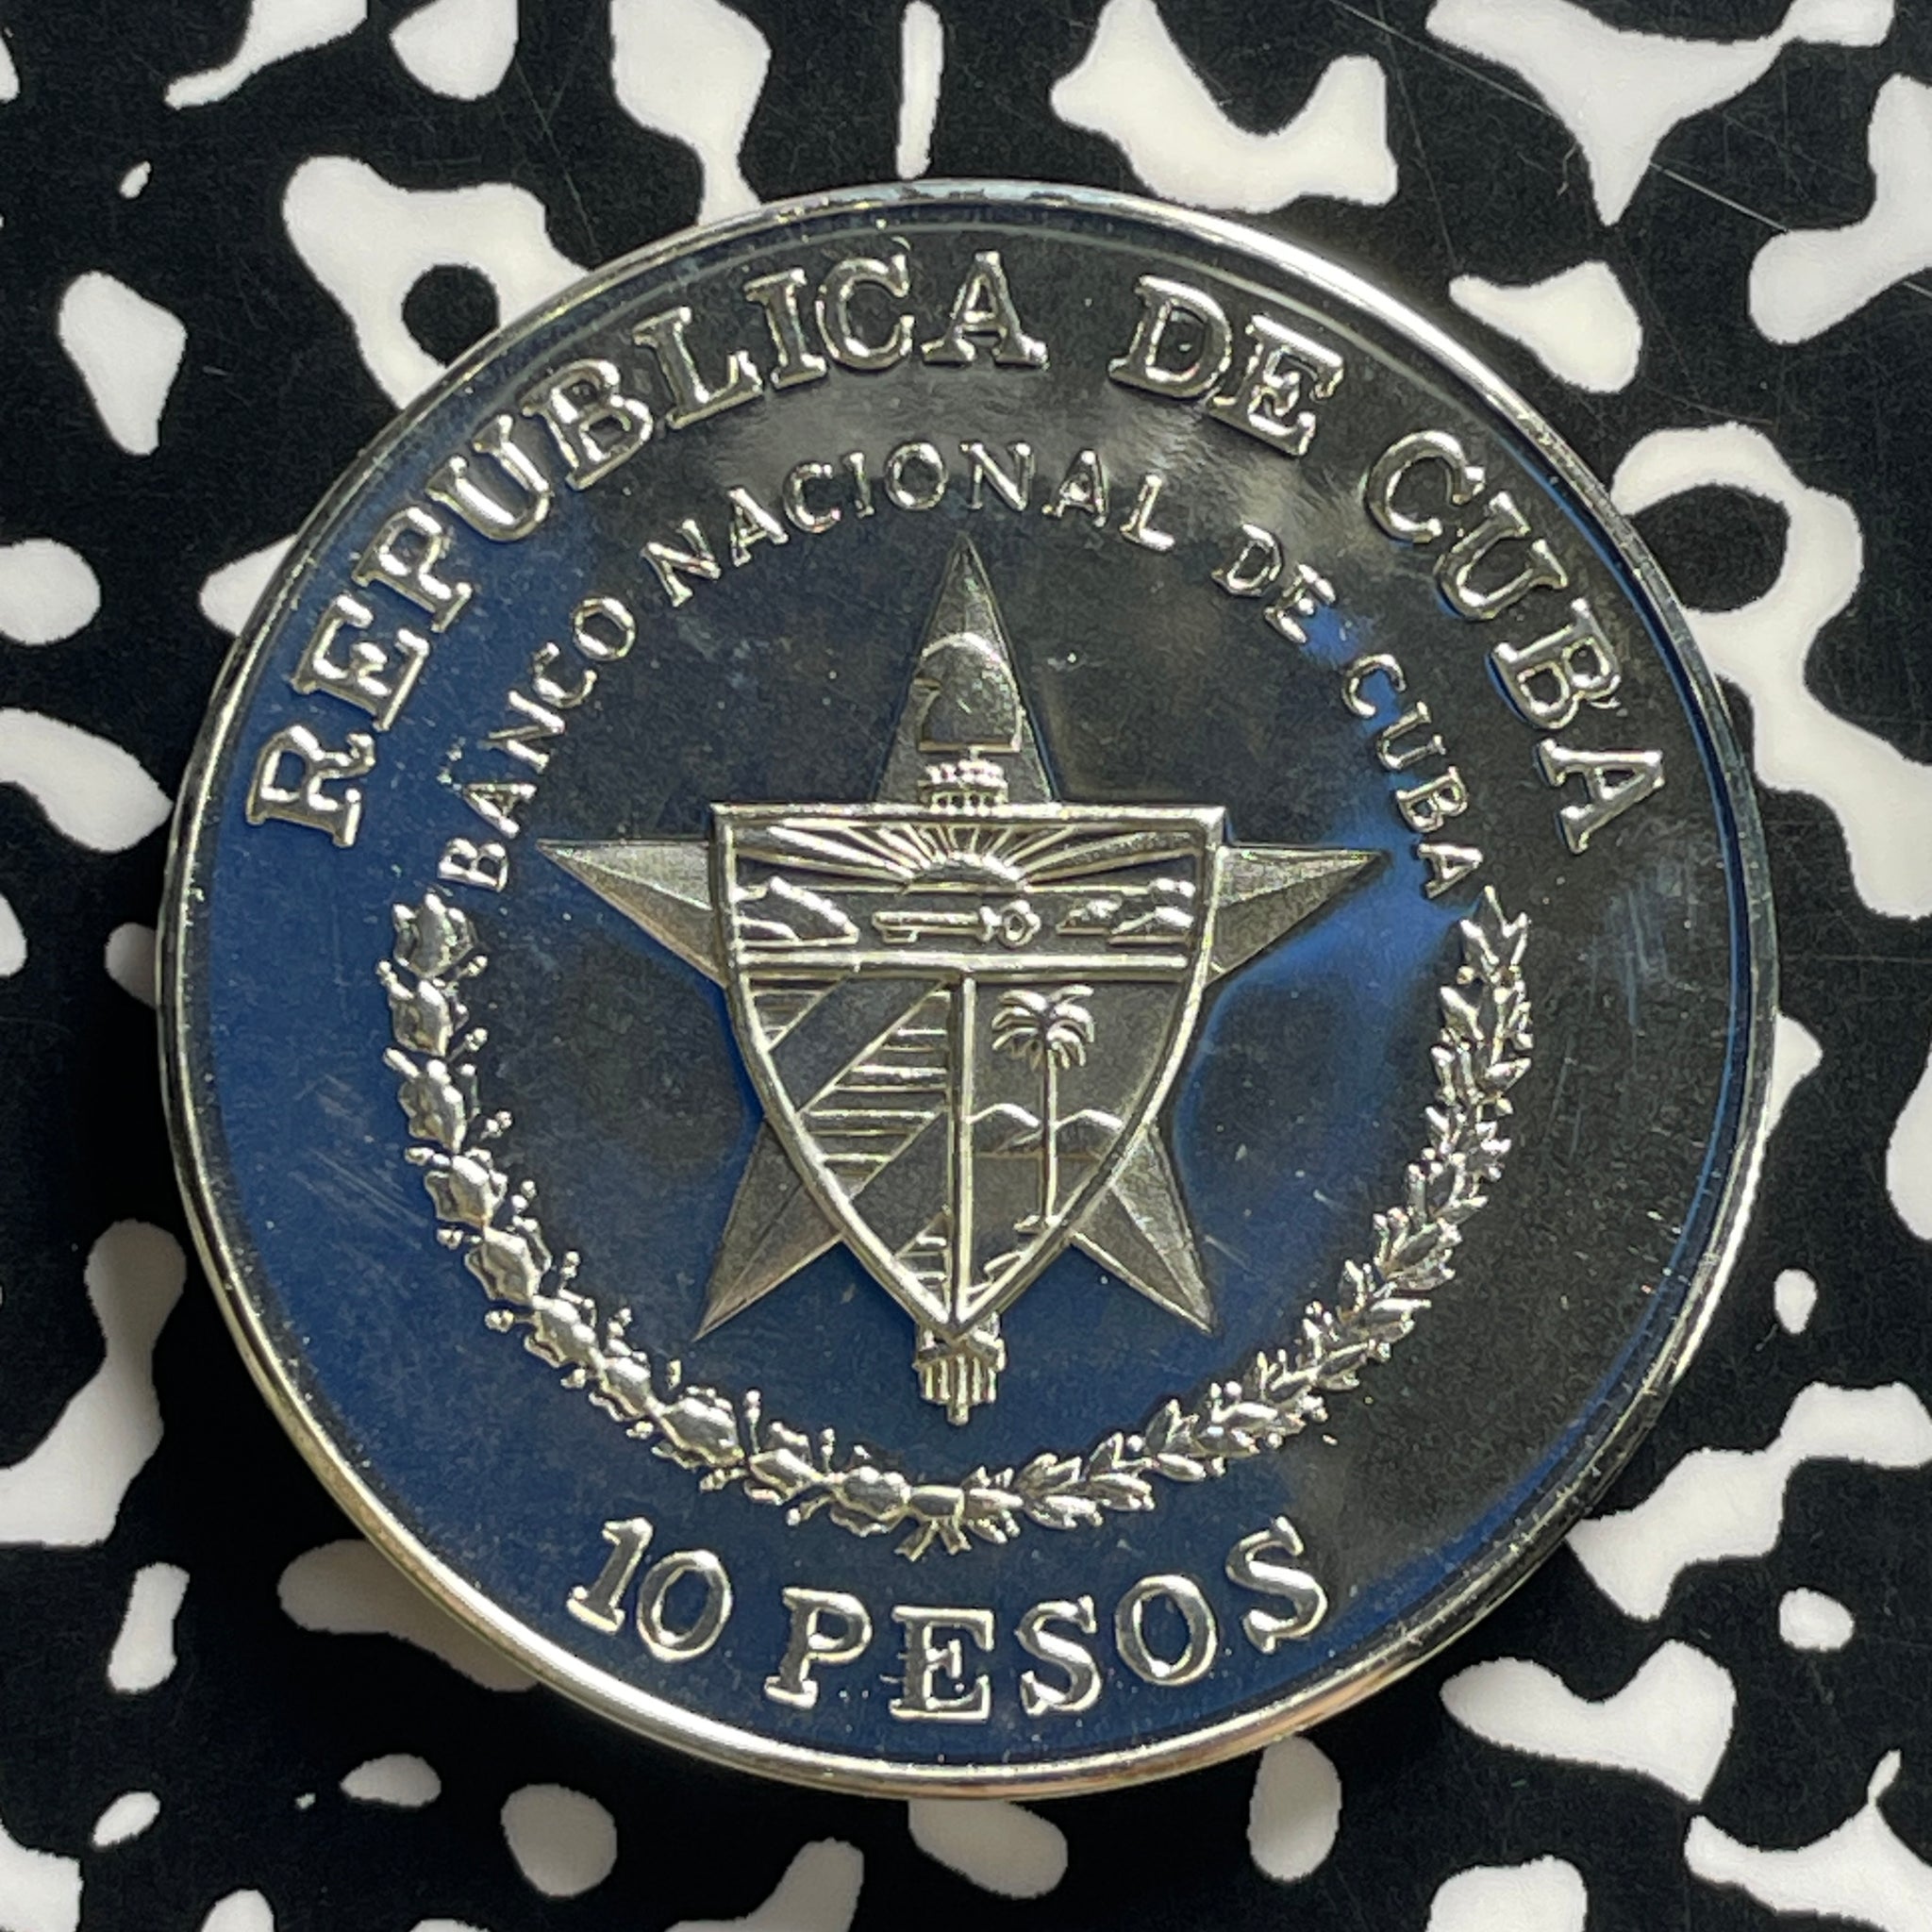 REPUBLICA DE CUBA
BANCO NACIONAL DE CUBA
10 PESOS